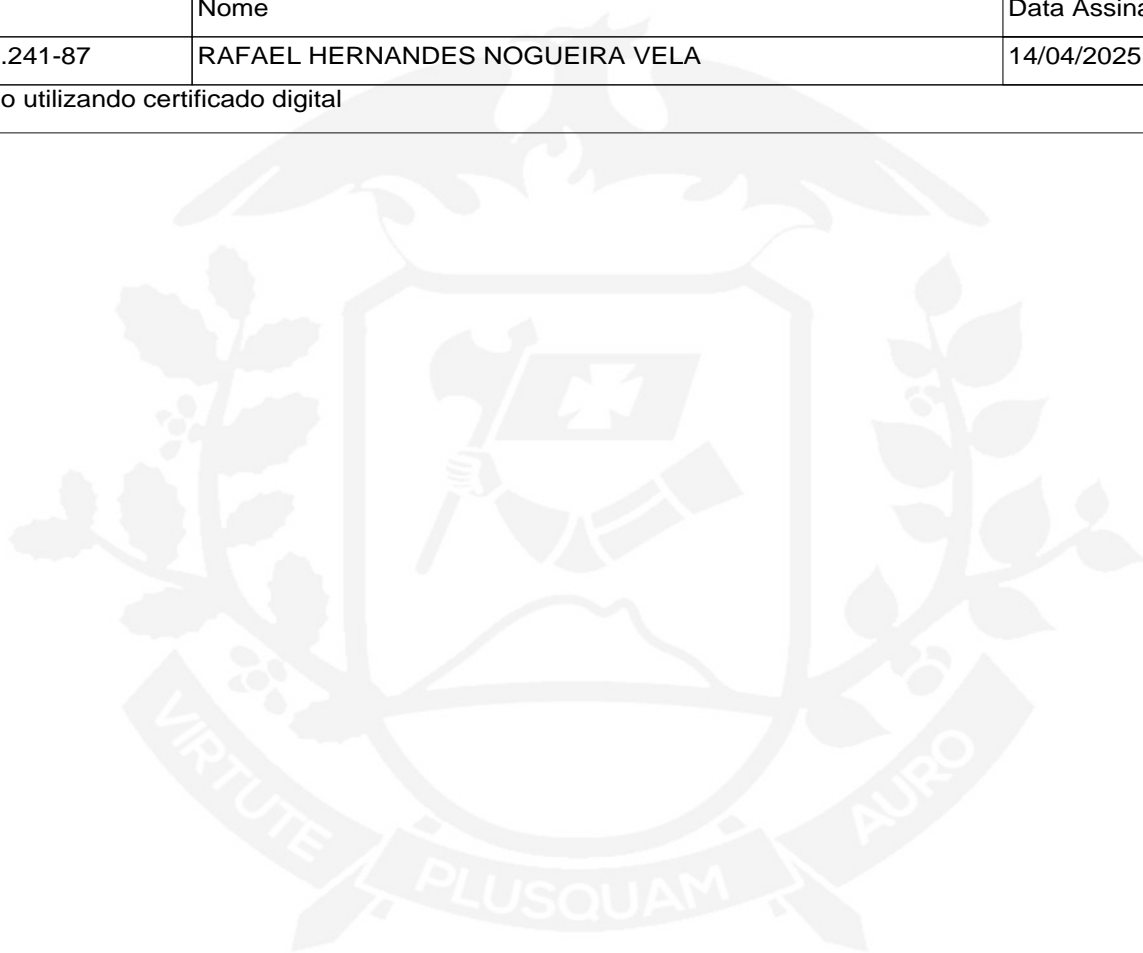 Nome Data Assina
.241-87 RAFAEL HERNANDES NOGUEIRA VELA 14/04/2025
o utilizando certificado digital
VIRTUTE PLUSQUAM AURO